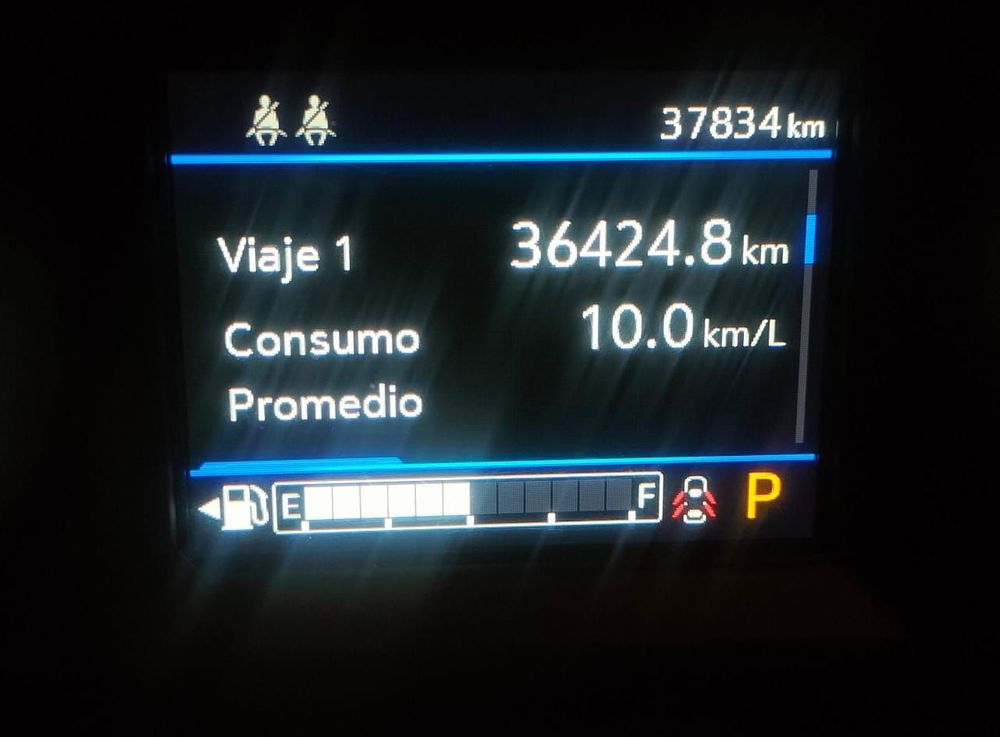 37834 km
Viaje 1 36424.8 km
Consumo 10.0 km/L
Promedio
E F P